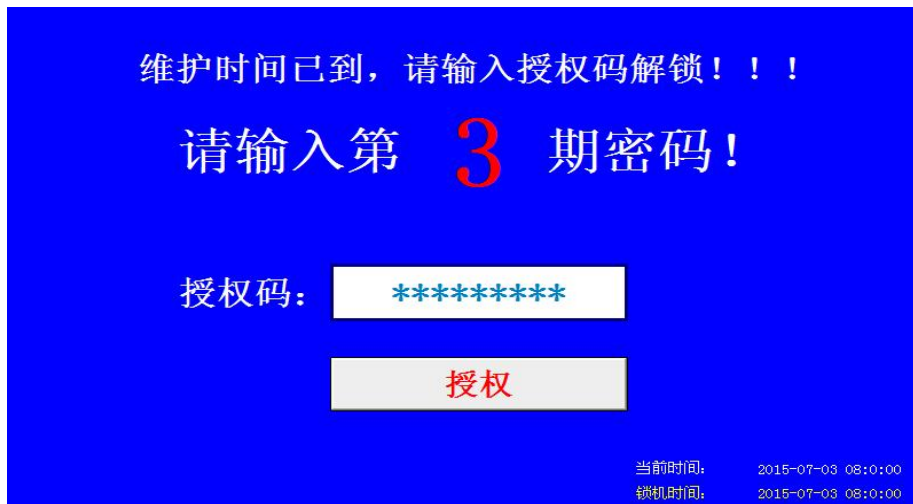 维护时间已到，请输入授权码解锁！！！
请输入第 3 期密码！
授权码： *********
授权
当前时间： 2015-07-03 08:0:00
锁机时间： 2015-07-03 08:0:00